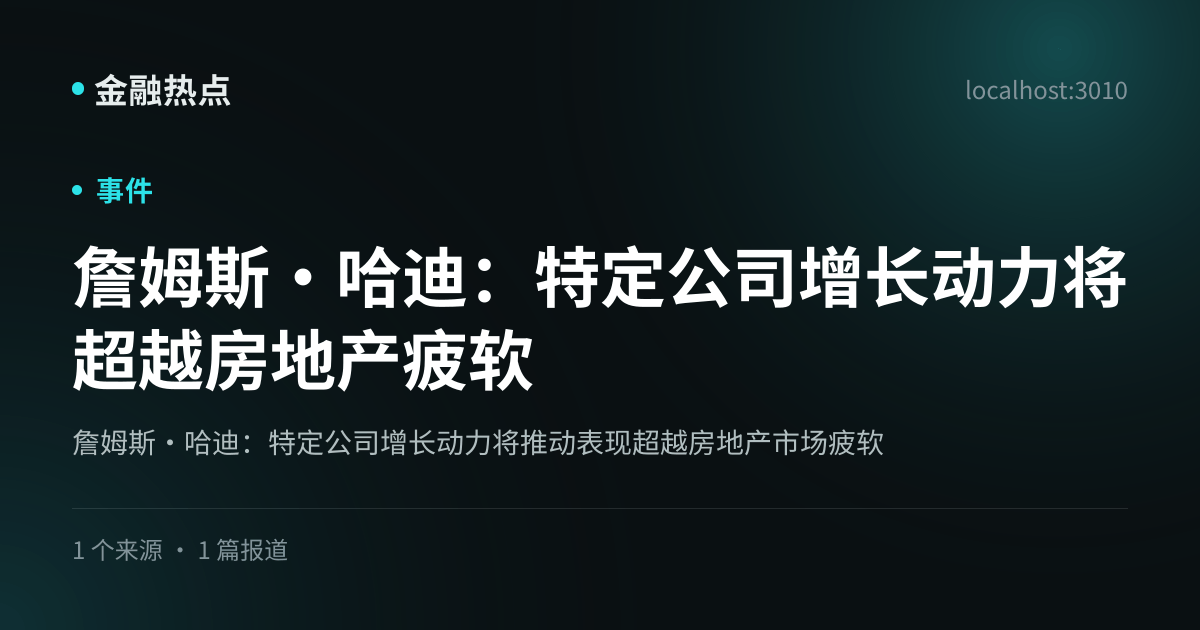 金融热点
localhost:3010
事件
詹姆斯·哈迪：特定公司增长动力将
超越房地产疲软
詹姆斯·哈迪：特定公司增长动力将推动表现超越房地产市场疲软
1 个来源 · 1 篇报道